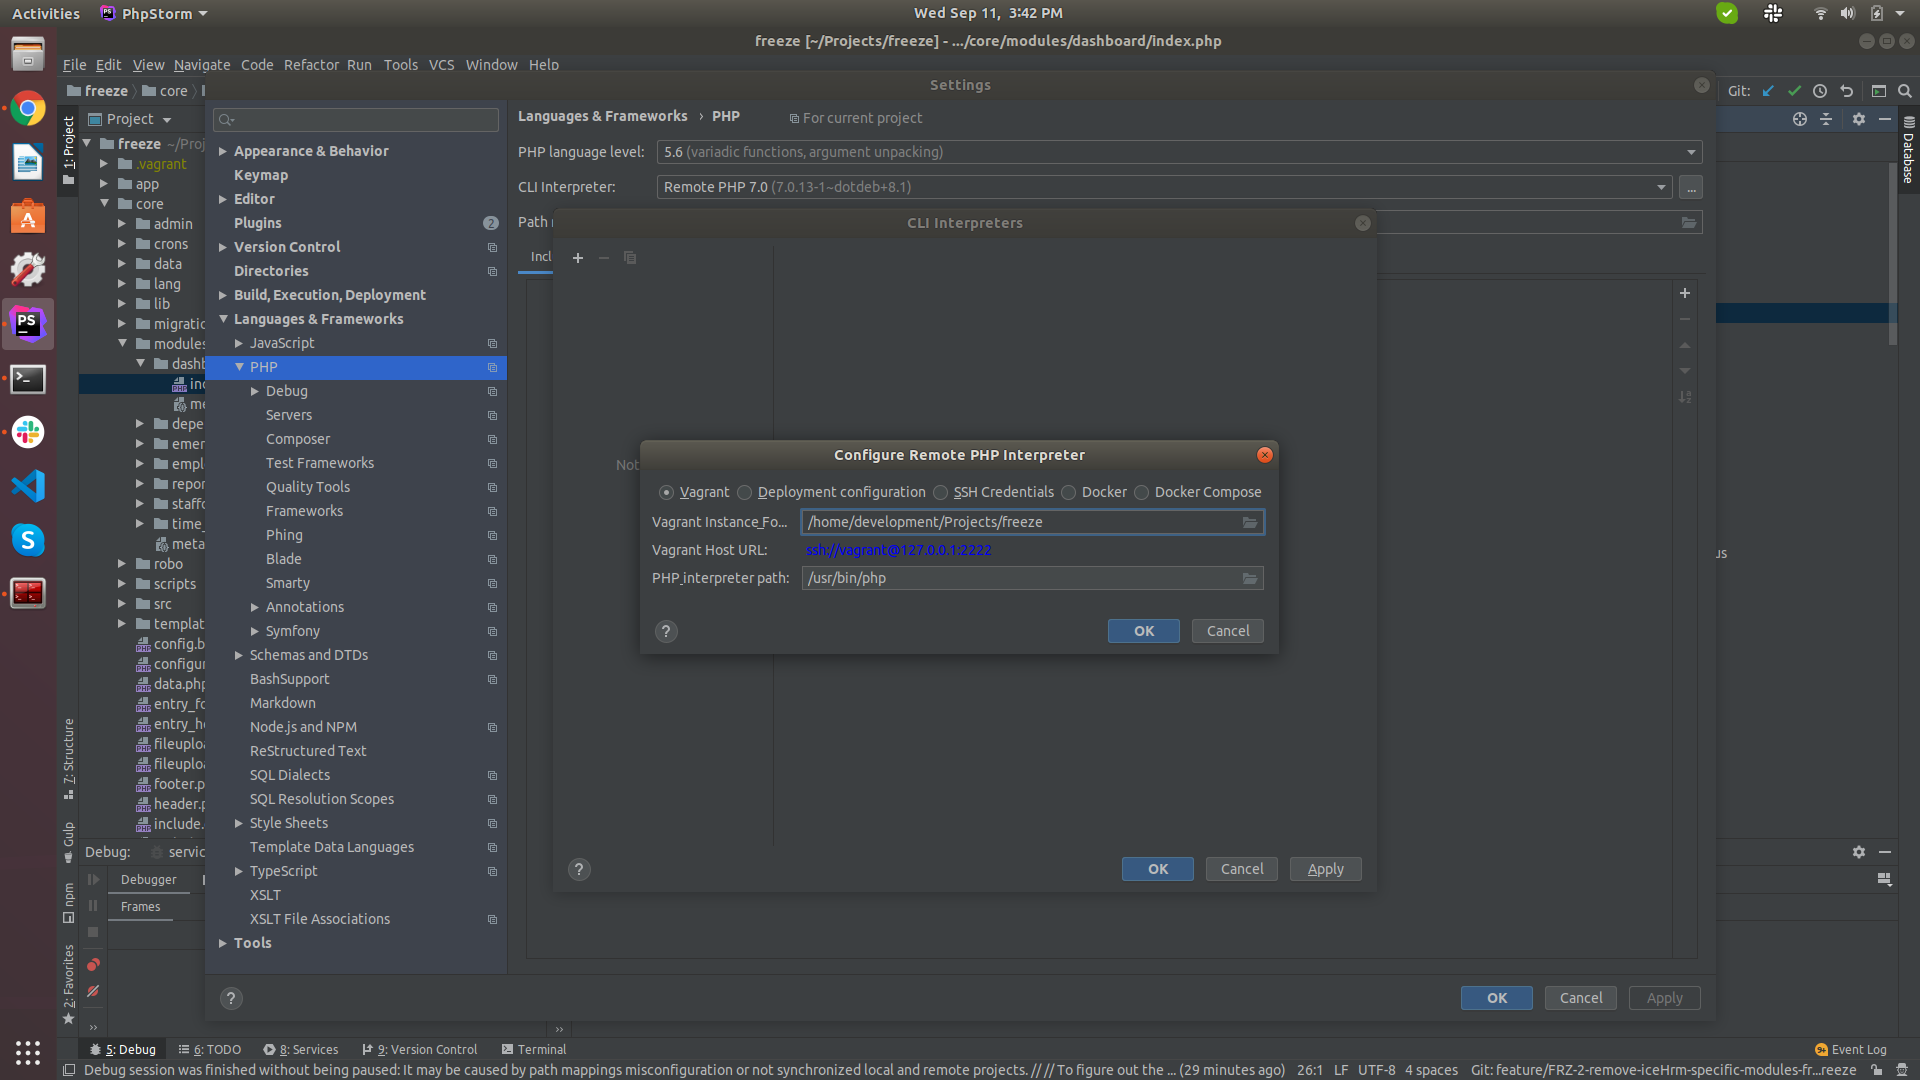 Activities PhpStorm Wed Sep 11, 3:42 PM
freeze [~/Projects/freeze] - .../core/modules/dashboard/index.php
File Edit View Navigate Code Refactor Run Tools VCS Window Help
Settings
freeze core Git:
Languages & Frameworks › PHP For current project
1: Project
Project
Database
freeze ~/Proj
.vagrant
app
core
admin
crons
data
lang
lib
migratio
modules
dashb
ind
me
depe
emer
empl
repor
staff
time_
meta
robo
scripts
src
templat
config.b
configur
data.php
entry_fo
entry_he
fileuploa
fileuploa
footer.p
header.p
include.
Appearance & Behavior
Keymap
Editor
Plugins 2
Version Control
Directories
Build, Execution, Deployment
Languages & Frameworks
JavaScript
PHP
Debug
Servers
Composer
Test Frameworks
Quality Tools
Frameworks
Phing
Blade
Smarty
Annotations
Symfony
Schemas and DTDs
BashSupport
Markdown
Node.js and NPM
ReStructured Text
SQL Dialects
SQL Resolution Scopes
Style Sheets
Template Data Languages
TypeScript
XSLT
XSLT File Associations
Tools
PHP language level: 5.6 (variadic functions, argument unpacking)
CLI Interpreter: Remote PHP 7.0 (7.0.13-1~dotdeb+8.1) ...
Path
CLI Interpreters
Incl
Not
Configure Remote PHP Interpreter
Vagrant Deployment configuration SSH Credentials Docker Docker Compose
Vagrant Instance Fo... /home/development/Projects/freeze
Vagrant Host URL: ssh://vagrant@127.0.0.1:2222
PHP interpreter path: /usr/bin/php
? OK Cancel
us
? OK Cancel Apply
? OK Cancel Apply
7: Structure
Gulp
npm
2: Favorites
Debug: servic
Debugger
Frames
5: Debug 6: TODO 8: Services 9: Version Control Terminal Event Log
Debug session was finished without being paused: It may be caused by path mappings misconfiguration or not synchronized local and remote projects. // // To figure out the ... (29 minutes ago) 26:1 LF UTF-8 4 spaces Git: feature/FRZ-2-remove-iceHrm-specific-modules-fr...reeze